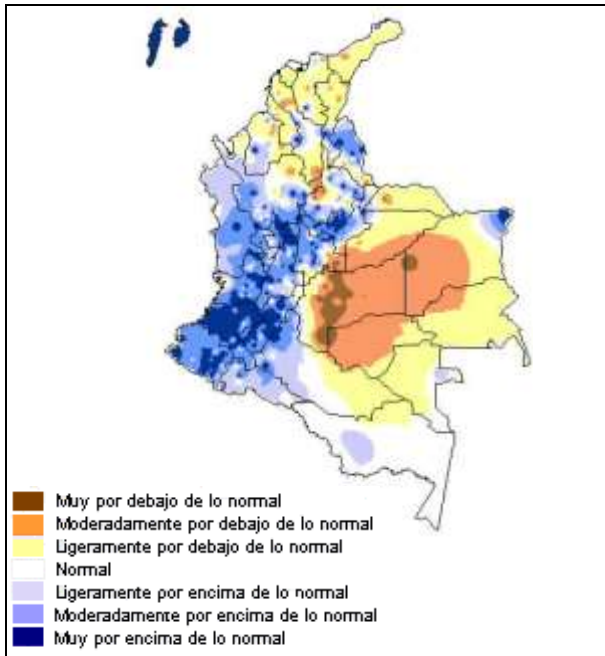 Muy por debajo de lo normal
Moderadamente por debajo de lo normal
Ligeramente por debajo de lo normal
Normal
Ligeramente por encima de lo normal
Moderadamente por encima de lo normal
Muy por encima de lo normal